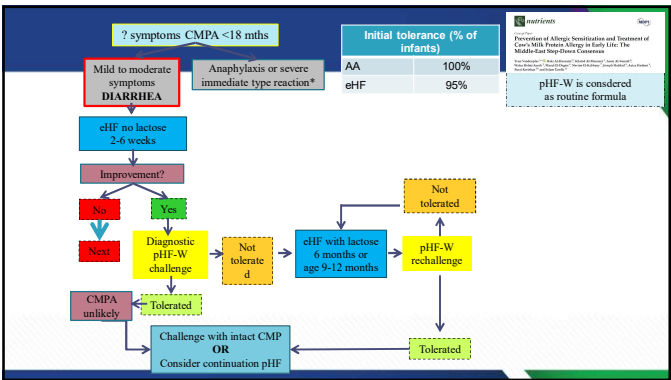 ? symptoms CMPA <18 mths
Mild to moderate
symptoms
DIARRHEA
Anaphylaxis or severe
immediate type reaction*
Initial tolerance (% of
infants)
AA 100%
eHF 95%
nutrients
Prevention of Allergic Sensitization and Treatment of
Cow's Milk Protein Allergy in Early Life: The
Middle-East Step-Down Consensus
pHF-W is consdered
as routine formula
eHF no lactose
2-6 weeks
Improvement?
No
Yes
Next
Diagnostic
pHF-W
challenge
Not
tolerate
d
eHF with lactose
6 months or
age 9-12 months
Not
tolerated
pHF-W
rechallenge
CMPA
unlikely
Tolerated
Challenge with intact CMP
OR
Consider continuation pHF
Tolerated